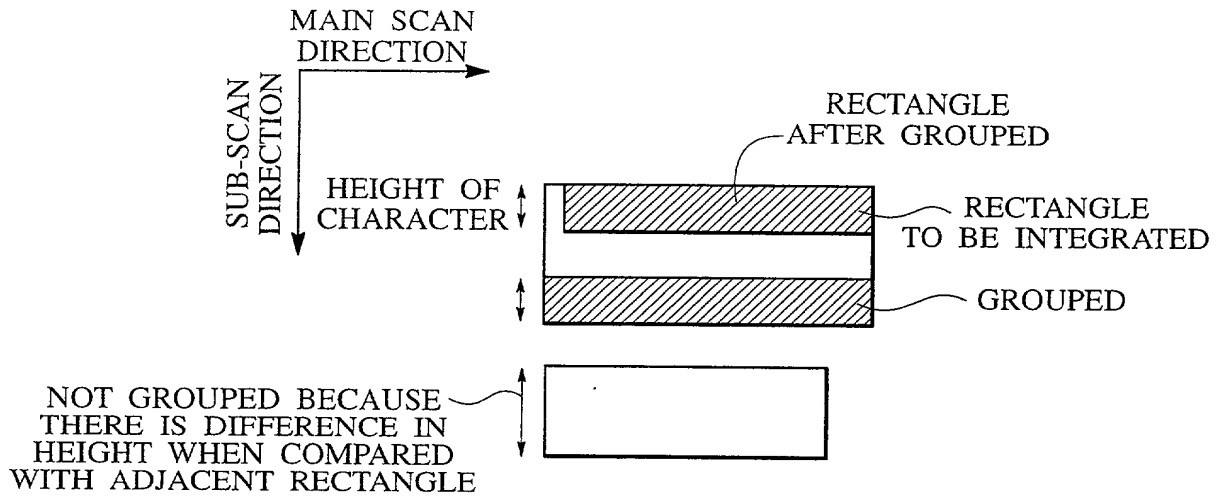 MAIN SCAN
DIRECTION
SUB-SCAN
DIRECTION
RECTANGLE
AFTER GROUPED
HEIGHT OF
CHARACTER
RECTANGLE
TO BE INTEGRATED
GROUPED
NOT GROUPED BECAUSE
THERE IS DIFFERENCE IN
HEIGHT WHEN COMPARED
WITH ADJACENT RECTANGLE